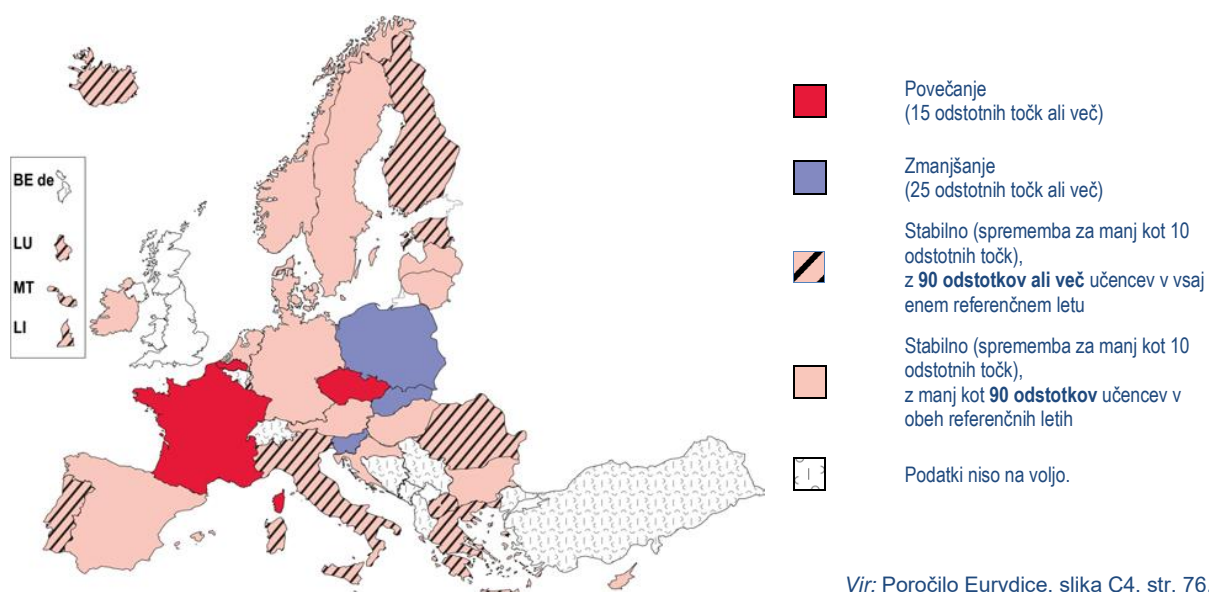 BE de
LU
MT
LI
Povečanje
(15 odstotnih točk ali več)
Zmanjšanje
(25 odstotnih točk ali več)
Stabilno (sprememba za manj kot 10
odstotnih točk),
z 90 odstotkov ali več učencev v vsaj
enem referenčnem letu
Stabilno (sprememba za manj kot 10
odstotnih točk),
z manj kot 90 odstotkov učencev v
obeh referenčnih letih
Podatki niso na voljo.
Vir: Poročilo Eurydice, slika C4, str. 76.